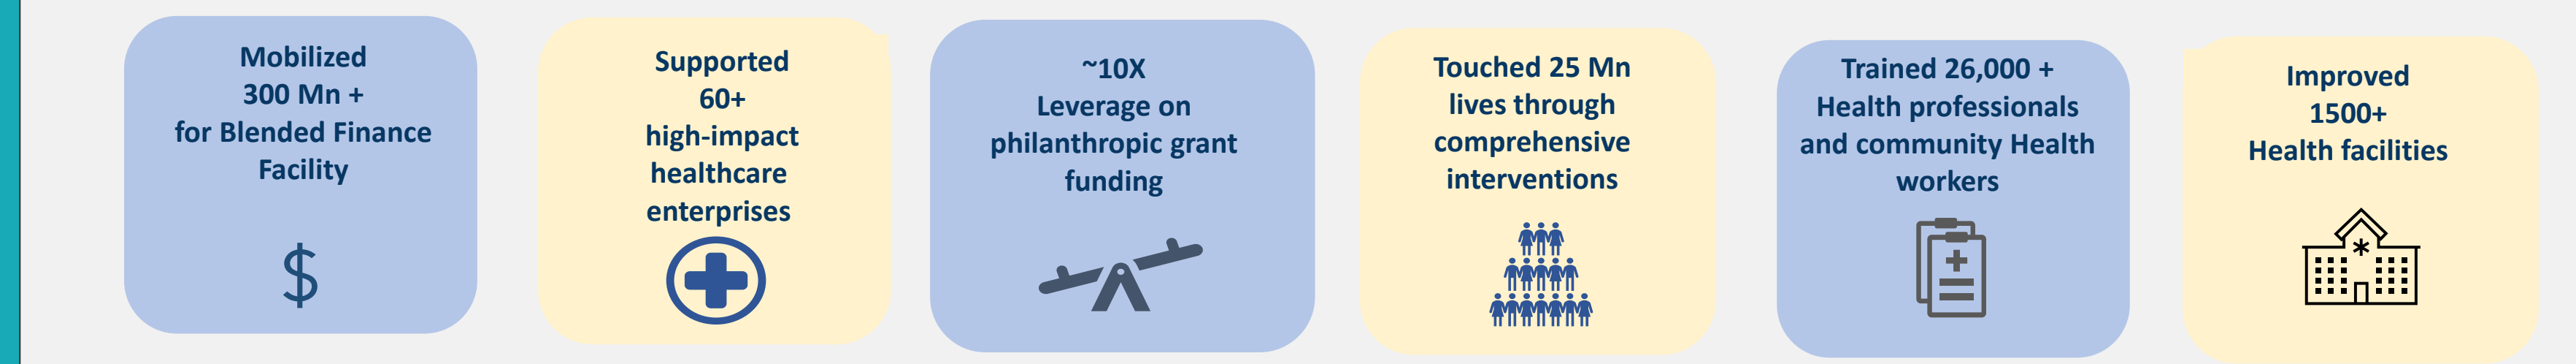 Mobilized
300 Mn +
for Blended Finance
Facility
$
Supported
60+
high-impact
healthcare
enterprises
~10X
Leverage on
philanthropic grant
funding
Touched 25 Mn
lives through
comprehensive
interventions
Trained 26,000 +
Health professionals
and community Health
workers
Improved
1500+
Health facilities